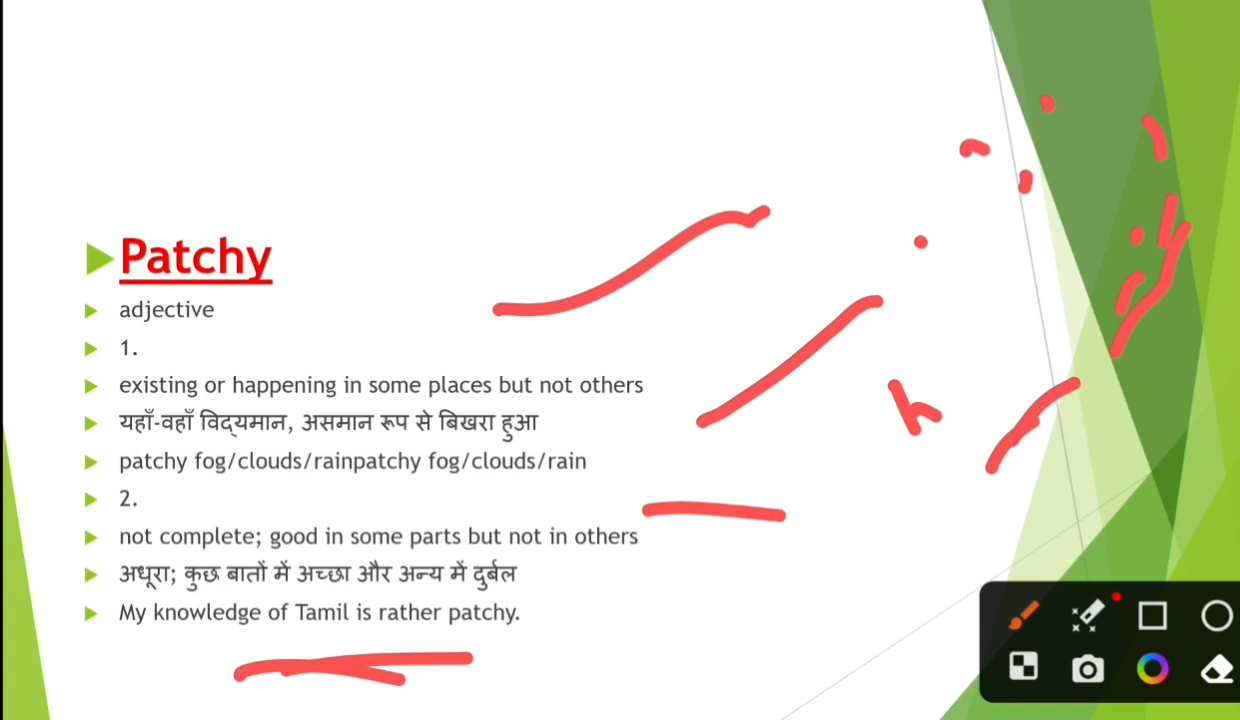 Patchy
adjective
1.
existing or happening in some places but not others
यहाँ-वहाँ विद्यमान, असमान रूप से बिखरा हुआ
patchy fog/clouds/rainpatchy fog/clouds/rain
2.
not complete; good in some parts but not in others
अधूरा; कुछ बातों में अच्छा और अन्य में दुर्बल
My knowledge of Tamil is rather patchy.